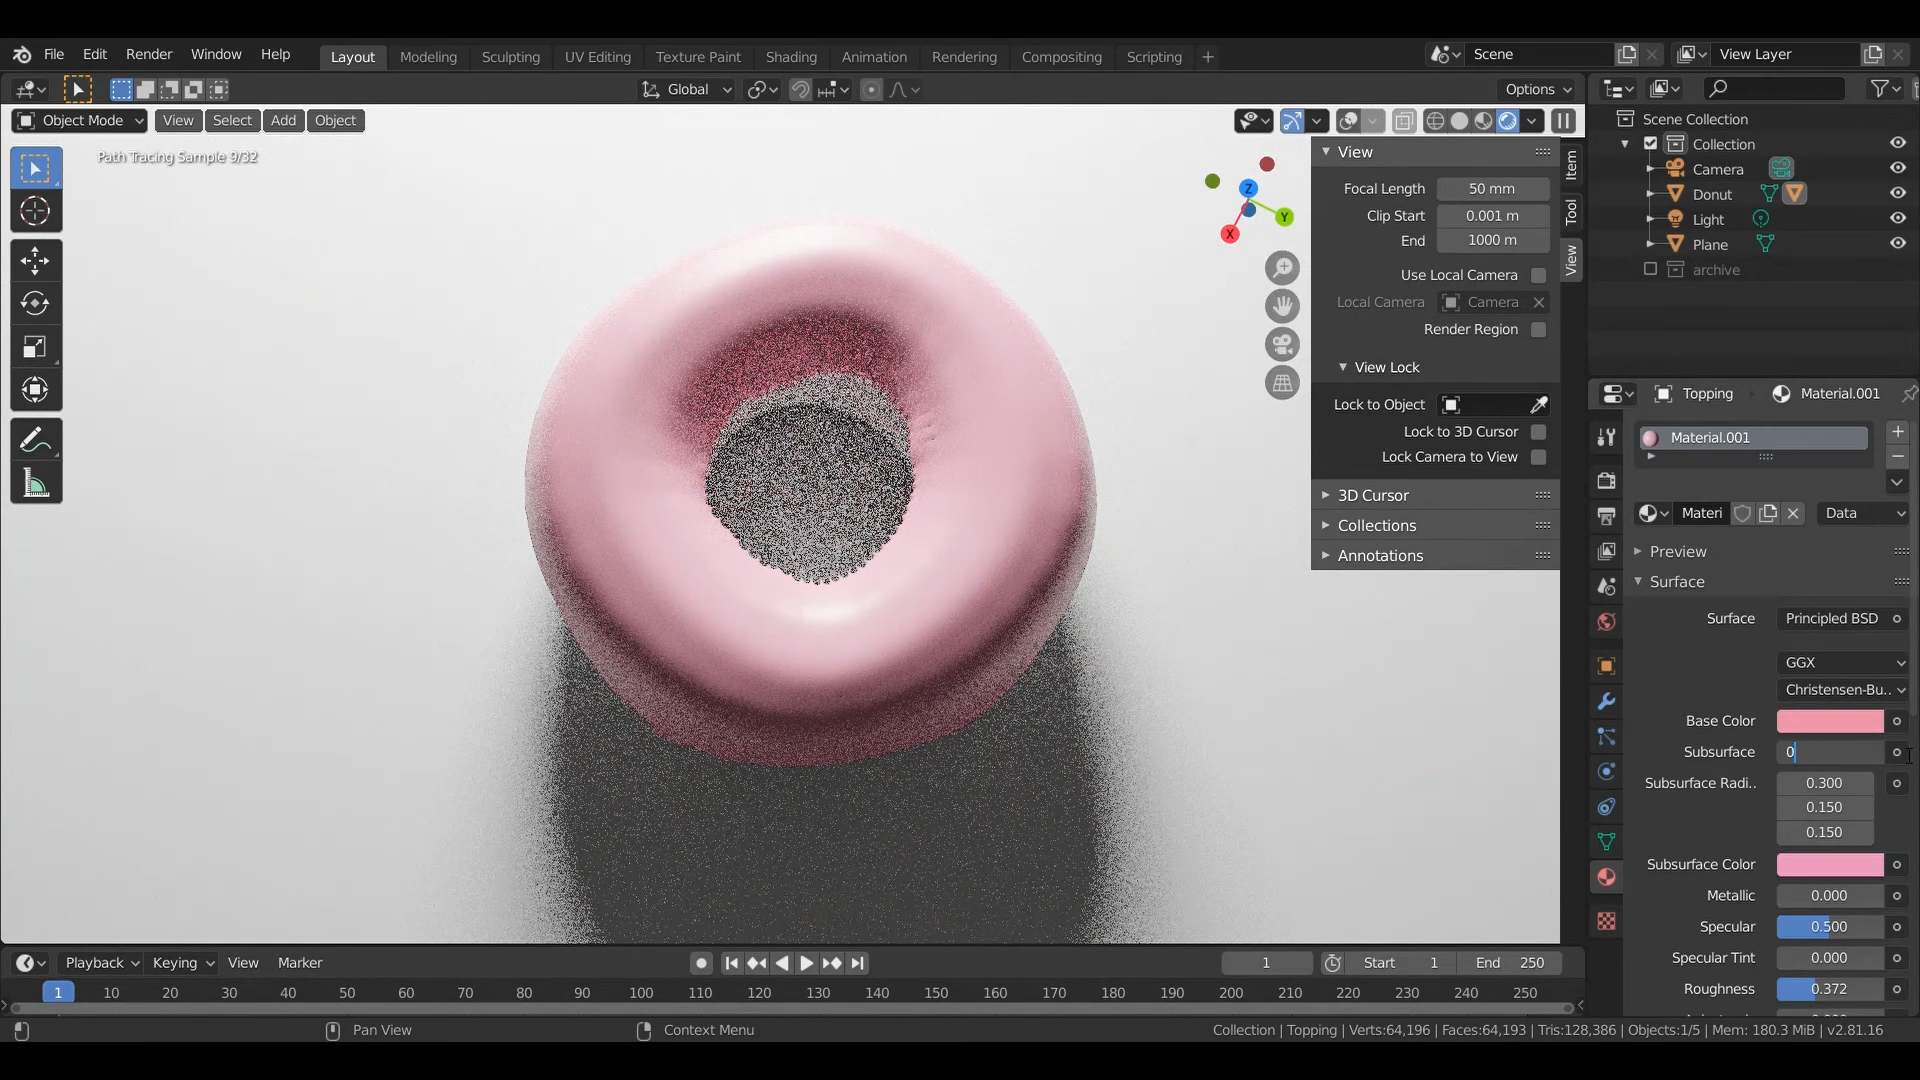 File Edit Render Window Help Layout Modeling Sculpting UV Editing Texture Paint Shading Animation Rendering Compositing Scripting + Scene View Layer
Global Options
Object Mode View Select Add Object
Path Tracing Sample 9/32
Z
Y
X
View
Focal Length 50 mm
Clip Start 0.001 m
End 1000 m
Use Local Camera
Local Camera Camera
Render Region
View Lock
Lock to Object
Lock to 3D Cursor
Lock Camera to View
3D Cursor
Collections
Annotations
Item
Tool
View
Scene Collection
Collection
Camera
Donut
Light
Plane
archive
Topping Material.001
Material.001
Materi Data
Preview
Surface
Surface Principled BSD
GGX
Christensen-Bu..
Base Color
Subsurface 0
Subsurface Radi.. 0.300
0.150
0.150
Subsurface Color
Metallic 0.000
Specular 0.500
Specular Tint 0.000
Roughness 0.372
Playback Keying View Marker 1 Start 1 End 250
1 10 20 30 40 50 60 70 80 90 100 110 120 130 140 150 160 170 180 190 200 210 220 230 240 250
Pan View Context Menu Collection | Topping | Verts:64,196 | Faces:64,193 | Tris:128,386 | Objects:1/5 | Mem: 180.3 MiB | v2.81.16